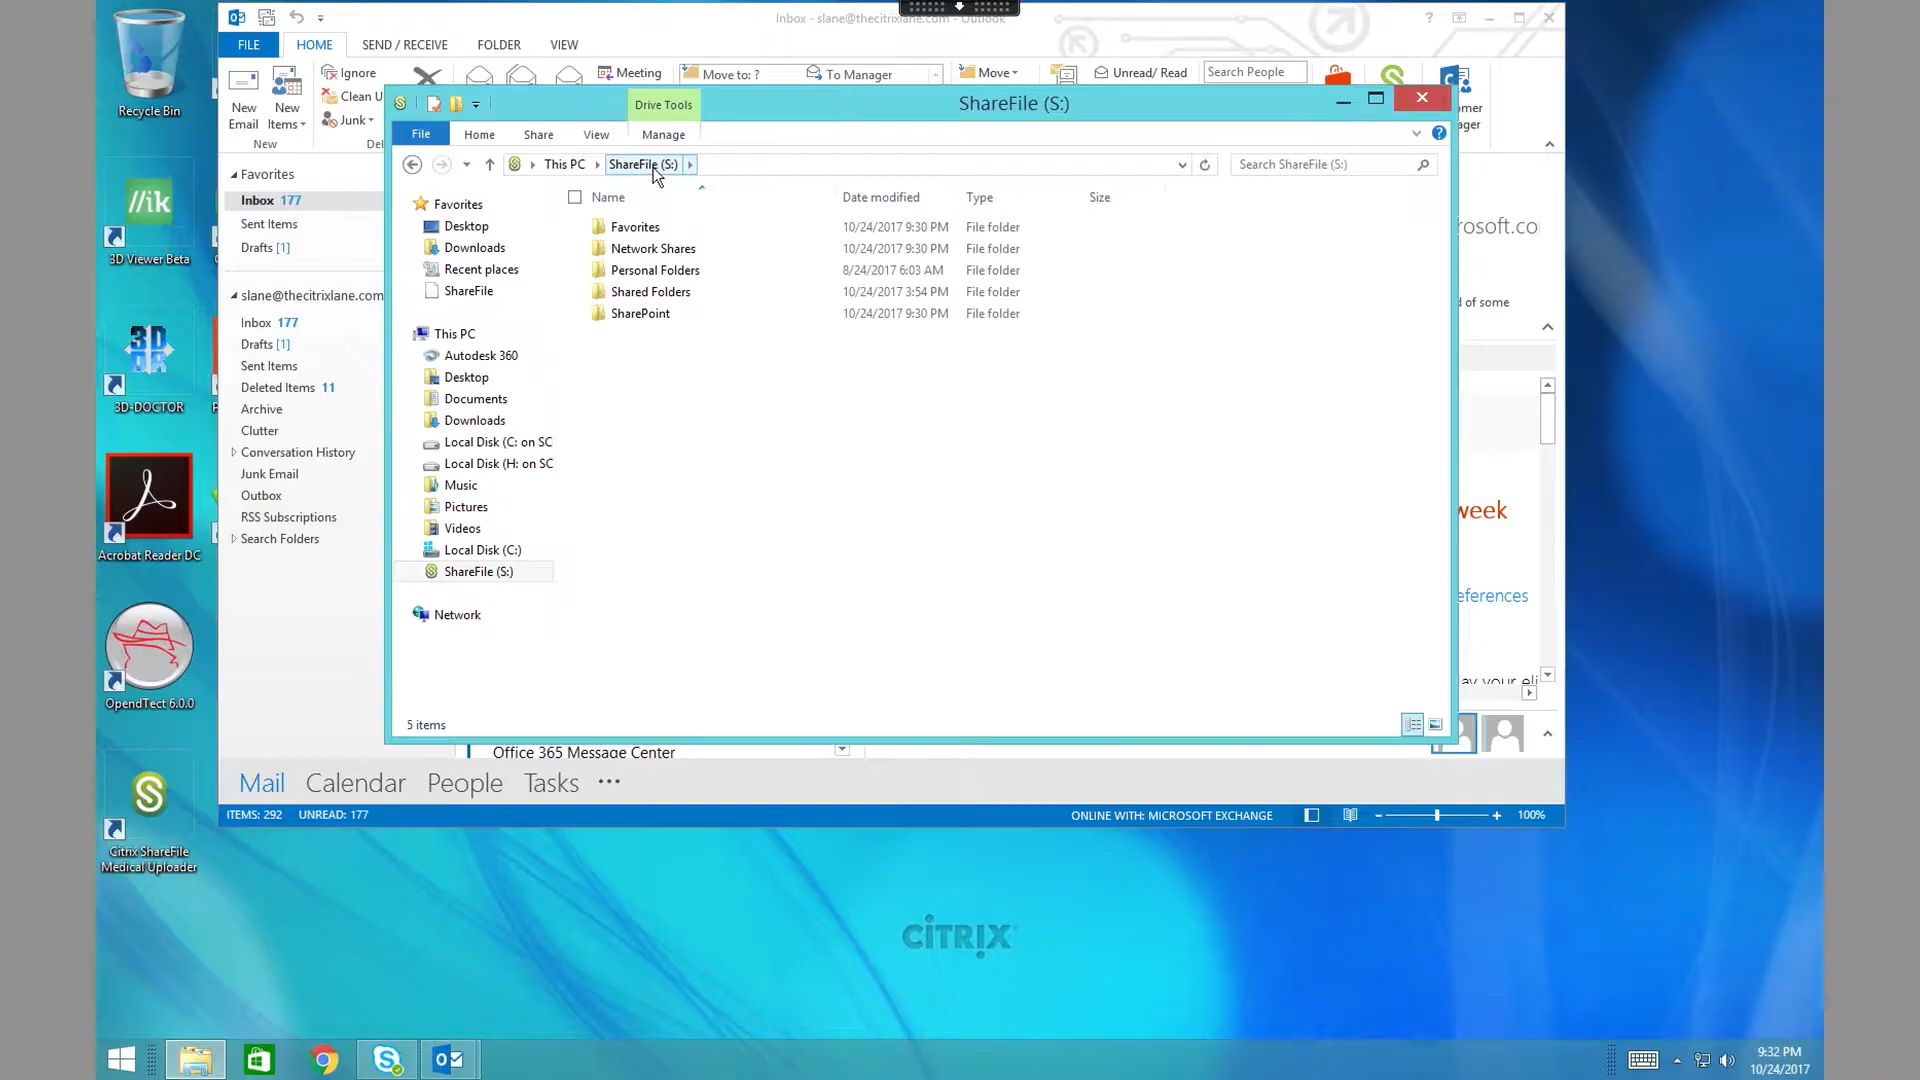 Inbox - slane@thecitrixlane.com - Outlook
FILE HOME SEND / RECEIVE FOLDER VIEW
Ignore
Clean U
Junk
New Email
New Items
New
Meeting
Move to: ?
To Manager
Move
Unread/ Read
Search People
Drive Tools
ShareFile (S:)
File Home Share View Manage
This PC ShareFile (S:)
Search ShareFile (S:)
Name Date modified Type Size
Favorites 10/24/2017 9:30 PM File folder
Network Shares 10/24/2017 9:30 PM File folder
Personal Folders 8/24/2017 6:03 AM File folder
Shared Folders 10/24/2017 3:54 PM File folder
SharePoint 10/24/2017 9:30 PM File folder
Favorites
Desktop
Downloads
Recent places
ShareFile
This PC
Autodesk 360
Desktop
Documents
Downloads
Local Disk (C: on SC
Local Disk (H: on SC
Music
Pictures
Videos
Local Disk (C:)
ShareFile (S:)
Network
5 items
Favorites
Inbox 177
Sent Items
Drafts [1]
slane@thecitrixlane.com
Inbox 177
Drafts [1]
Sent Items
Deleted Items 11
Archive
Clutter
Conversation History
Junk Email
Outbox
RSS Subscriptions
Search Folders
rosoft.co
d of some
week
eferences
Office 365 Message Center
Mail Calendar People Tasks •••
ITEMS: 292 UNREAD: 177
ONLINE WITH: MICROSOFT EXCHANGE
100%
Recycle Bin
3D Viewer Beta
3D-DOCTOR
Acrobat Reader DC
OpendTect 6.0.0
Citrix ShareFile
Medical Uploader
CITRIX
9:32 PM
10/24/2017